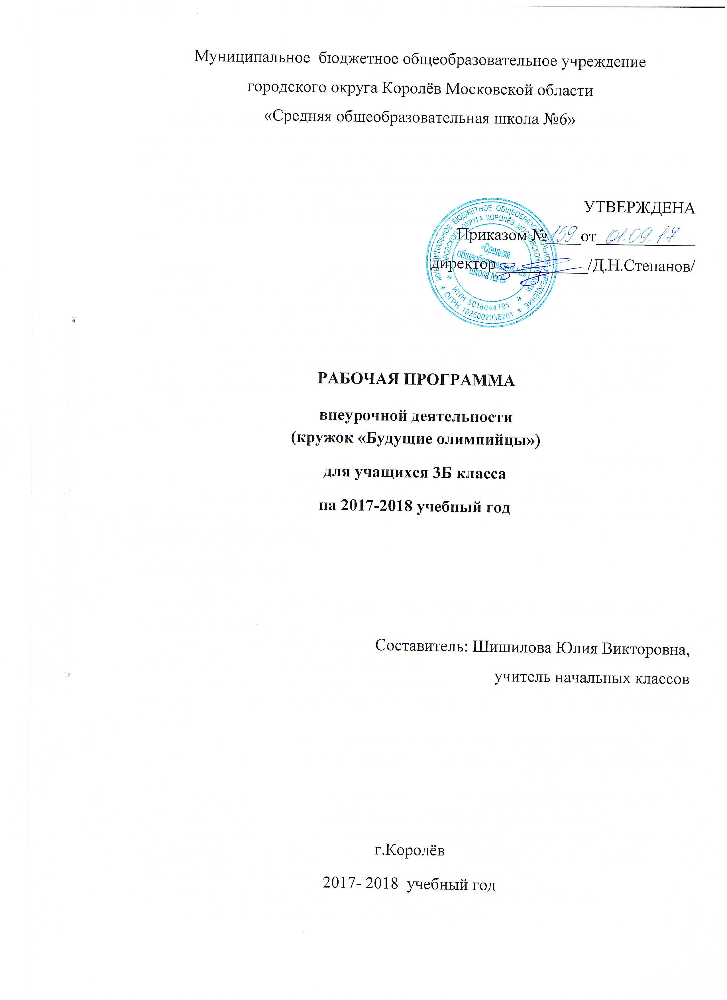 Муниципальное бюджетное общеобразовательное учреждение
городского округа Королёв Московской области
«Средняя общеобразовательная школа №6»
УТВЕРЖДЕНА
Приказом № 159 от 01.09.17
директор /Д.Н.Степанов/
МУНИЦИПАЛЬНОЕ БЮДЖЕТНОЕ ОБЩЕОБРАЗОВАТЕЛЬНОЕ УЧРЕЖДЕНИЕ
ГОРОДСКОГО ОКРУГА КОРОЛЁВ МОСКОВСКОЙ ОБЛАСТИ
«Средняя
общеобразовательная
школа № 6»
ИНН 5018044791
ОГРН 1025002036201
РАБОЧАЯ ПРОГРАММА
внеурочной деятельности
(кружок «Будущие олимпийцы»)
для учащихся 3Б класса
на 2017-2018 учебный год
Составитель: Шишилова Юлия Викторовна,
учитель начальных классов
г.Королёв
2017- 2018 учебный год